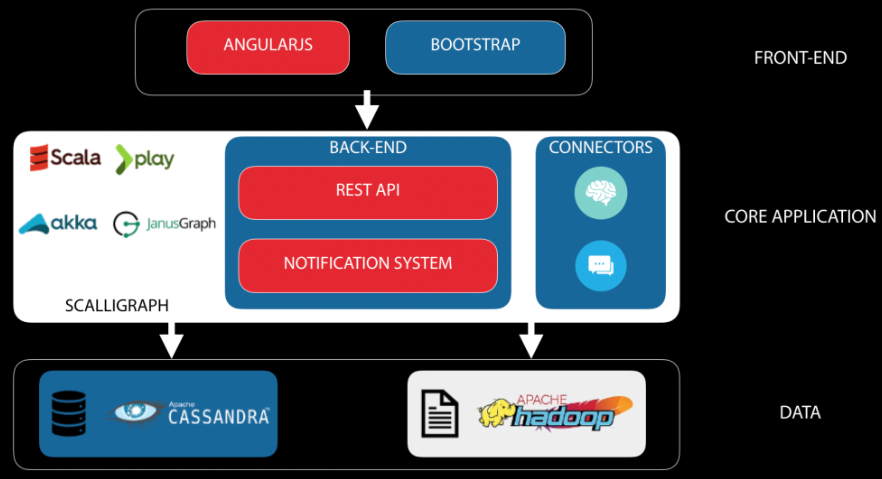 ANGULARJS
BOOTSTRAP
FRONT-END
Scala
play
BACK-END
CONNECTORS
REST API
akka
JanusGraph
CORE APPLICATION
NOTIFICATION SYSTEM
SCALLIGRAPH
Apache
CASSANDRA
APACHE
hadoop
DATA